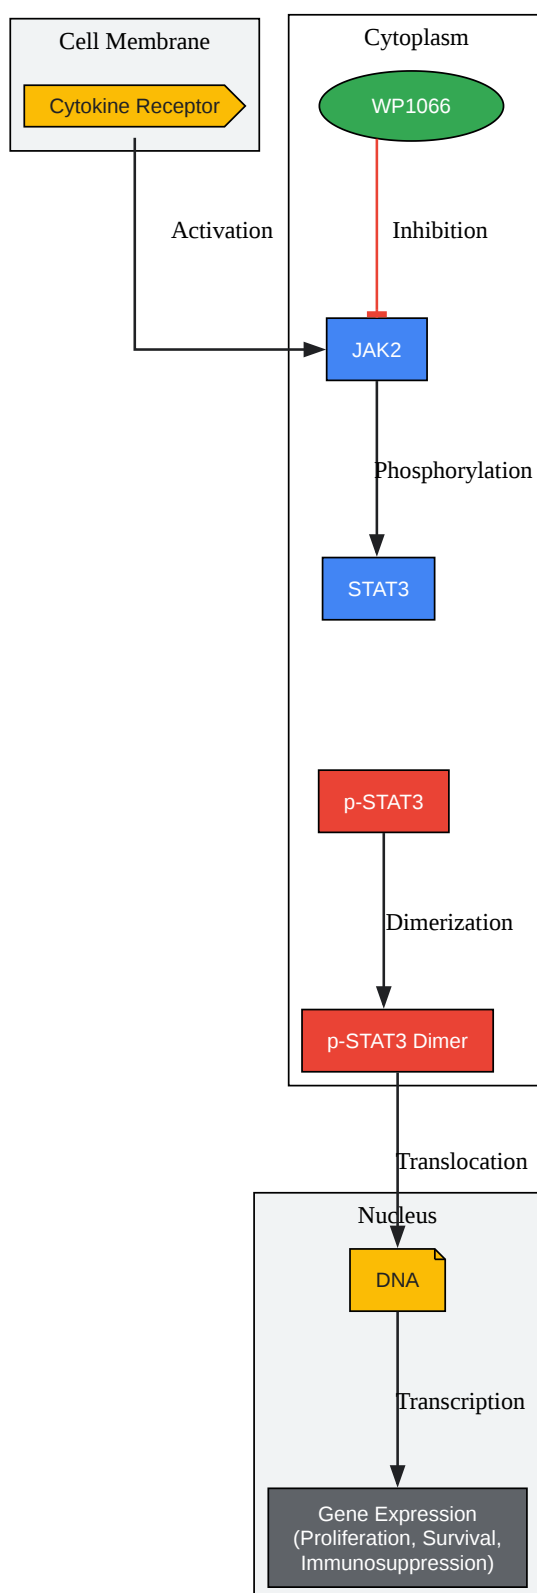 Cell Membrane
Cytokine Receptor
Cytoplasm
WP1066
Activation
Inhibition
JAK2
Phosphorylation
STAT3
p-STAT3
Dimerization
p-STAT3 Dimer
Translocation
Nucleus
DNA
Transcription
Gene Expression
(Proliferation, Survival,
Immunosuppression)